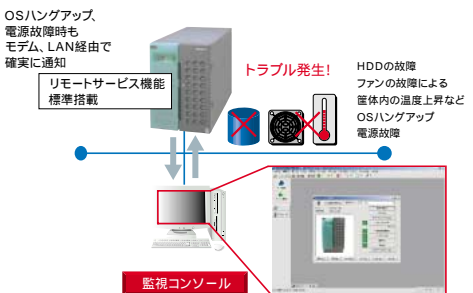 OSハングアップ、
電源故障時も
モデム、LAN経由で
確実に通知
リモートサービス機能
標準搭載
トラブル発生!
HDDの故障
ファンの故障による
筐体内の温度上昇など
OSハングアップ
電源故障
監視コンソール